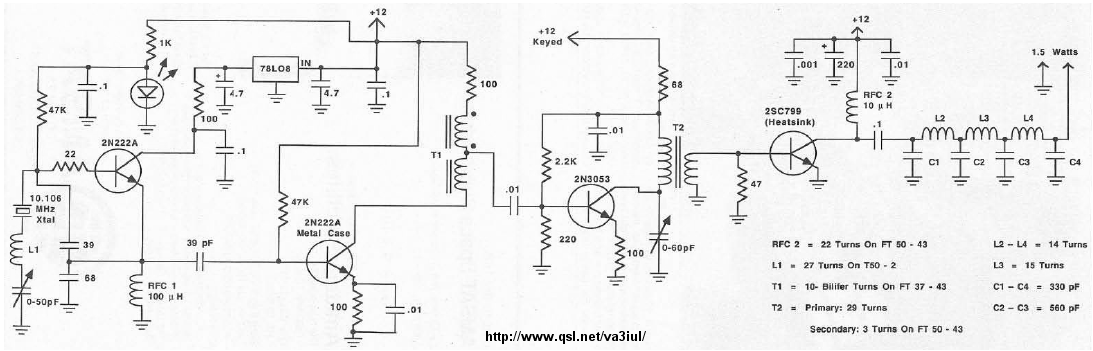 1K
+12
78L08
IN
.1
47K
100
4.7
4.7
.1
100
2N222A
22
.1
T1
10.106
MHz
Xtal
L1
0-50pF
39
68
RFC 1
100 µH
39 pF
47K
2N222A
Metal Case
100
.01
+12
Keyed
68
.01
T2
2.2K
2N3053
.01
220
100
0-60pF
+12
.001
+
220
.01
RFC 2
10 µH
2SC799
(Heatsink)
.1
47
1.5 Watts
L2
L3
L4
C1
C2
C3
C4
RFC 2 = 22 Turns On FT 50 - 43
L1 = 27 Turns On T50 - 2
T1 = 10- Bilifer Turns On FT 37 - 43
T2 = Primary: 29 Turns
Secondary: 3 Turns On FT 50 - 43
L2 - L4 = 14 Turns
L3 = 15 Turns
C1 - C4 = 330 pF
C2 - C3 = 560 pF
http://www.qsl.net/va3iul/